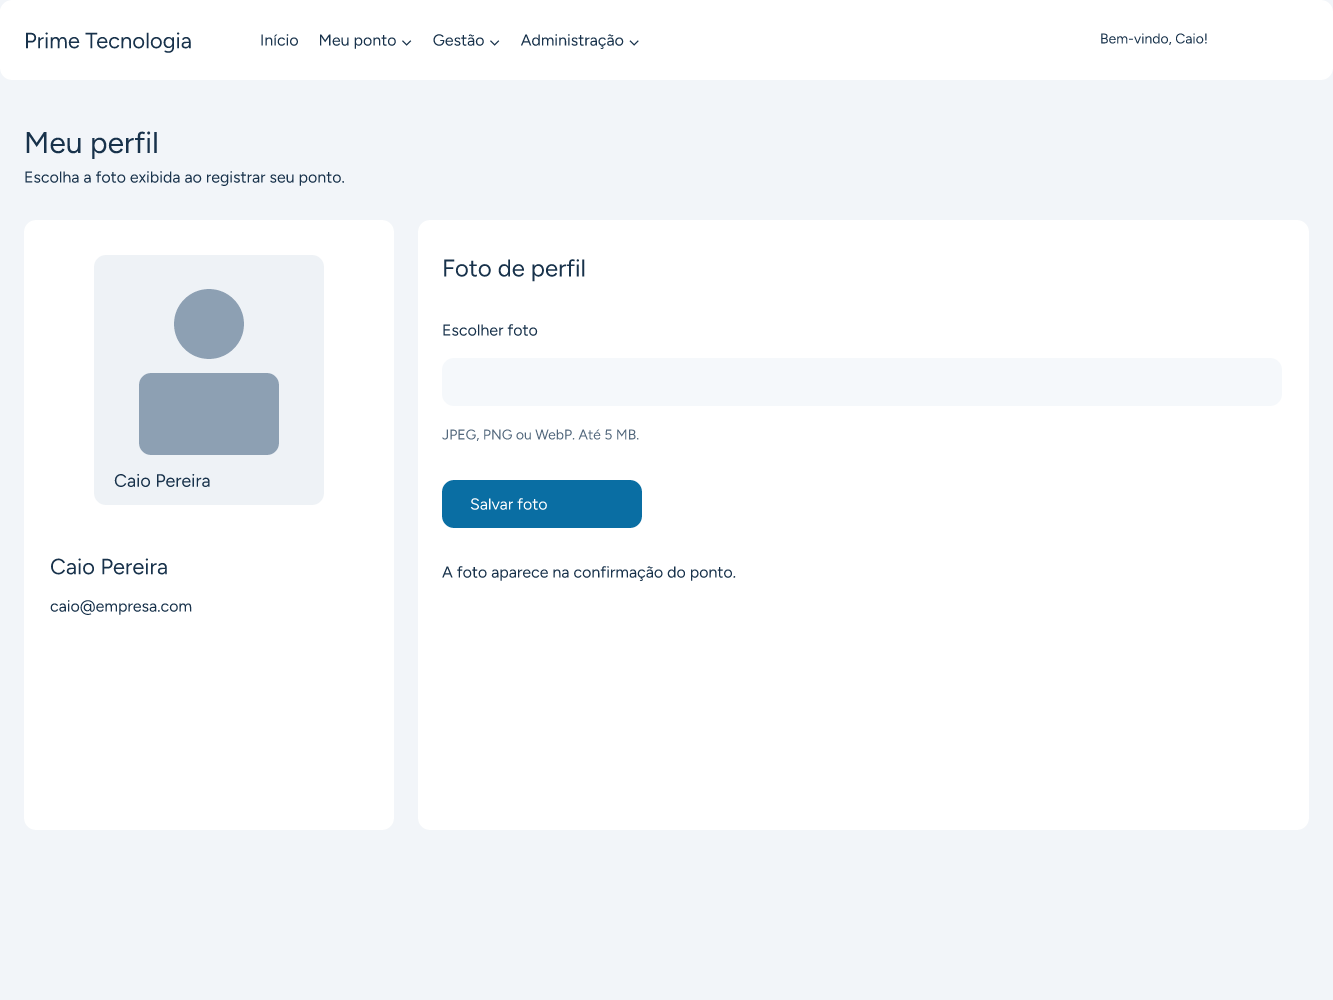 Prime Tecnologia
Início
Meu ponto
Gestão
Administração
Bem-vindo, Caio!
Meu perfil
Escolha a foto exibida ao registrar seu ponto.
Caio Pereira
Caio Pereira
caio@empresa.com
Foto de perfil
Escolher foto
JPEG, PNG ou WebP. Até 5 MB.
Salvar foto
A foto aparece na confirmação do ponto.